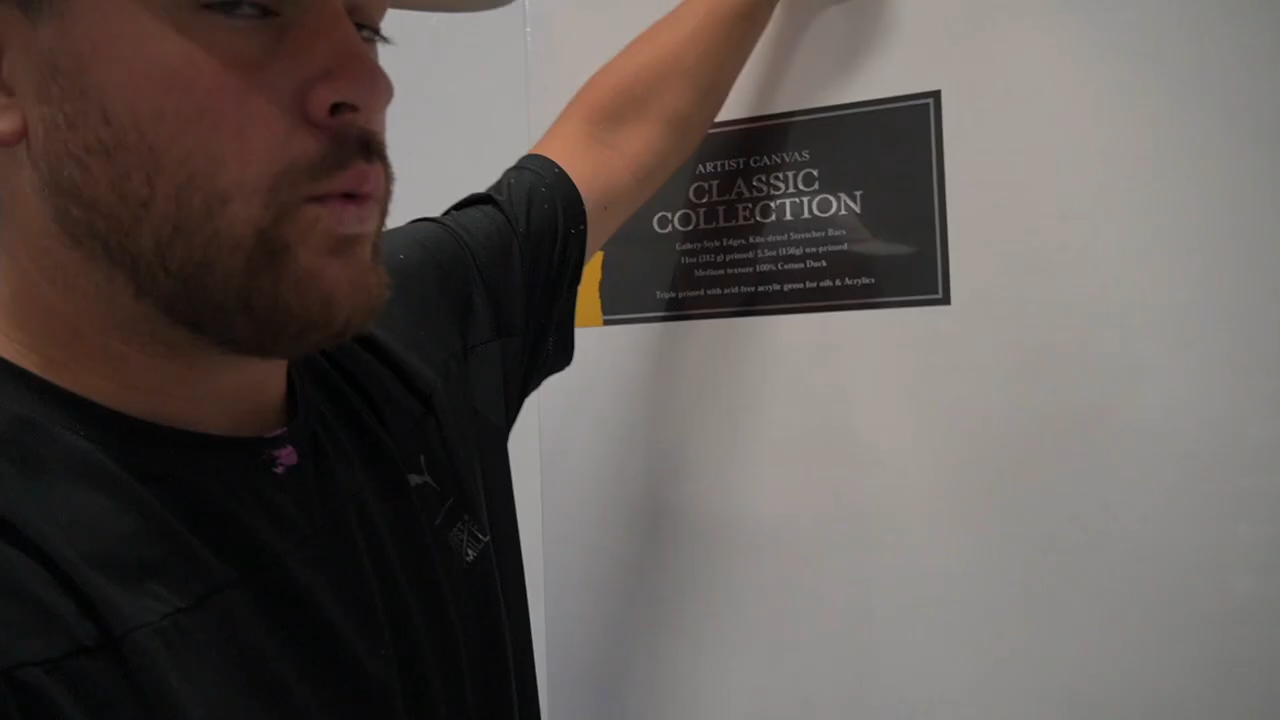 ARTIST CANVAS
CLASSIC
COLLECTION
Gallery-Style Edges, Kiln-dried Stretcher Bars
11oz (312 g) primed/ 5.5oz (156g) un-primed
Medium texture 100% Cotton Duck
Triple primed with acid-free acrylic gesso for oils & Acrylics
MILL